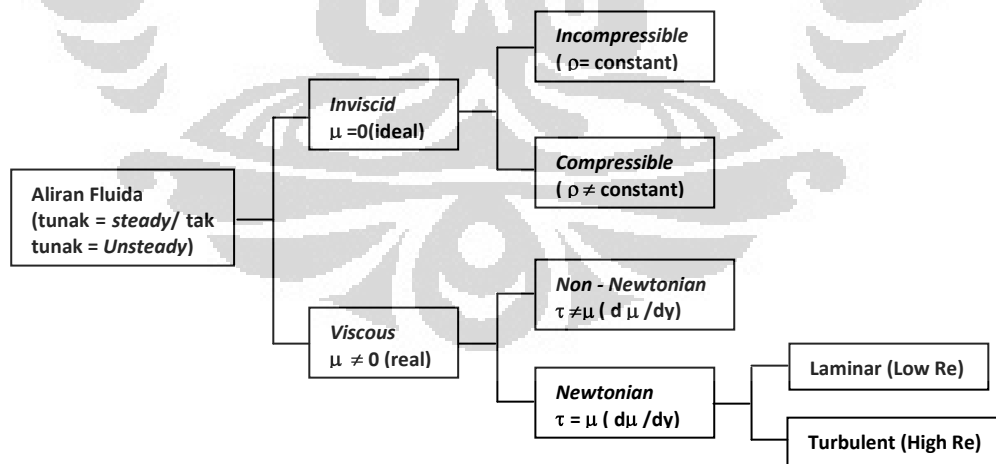 Aliran Fluida
(tunak = steady/ tak
tunak = Unsteady)
Inviscid
μ =0(ideal)
Incompressible
( ρ= constant)
Compressible
( ρ ≠ constant)
Viscous
μ ≠ 0 (real)
Non - Newtonian
τ ≠μ ( d μ /dy)
Newtonian
τ = μ ( dμ /dy)
Laminar (Low Re)
Turbulent (High Re)